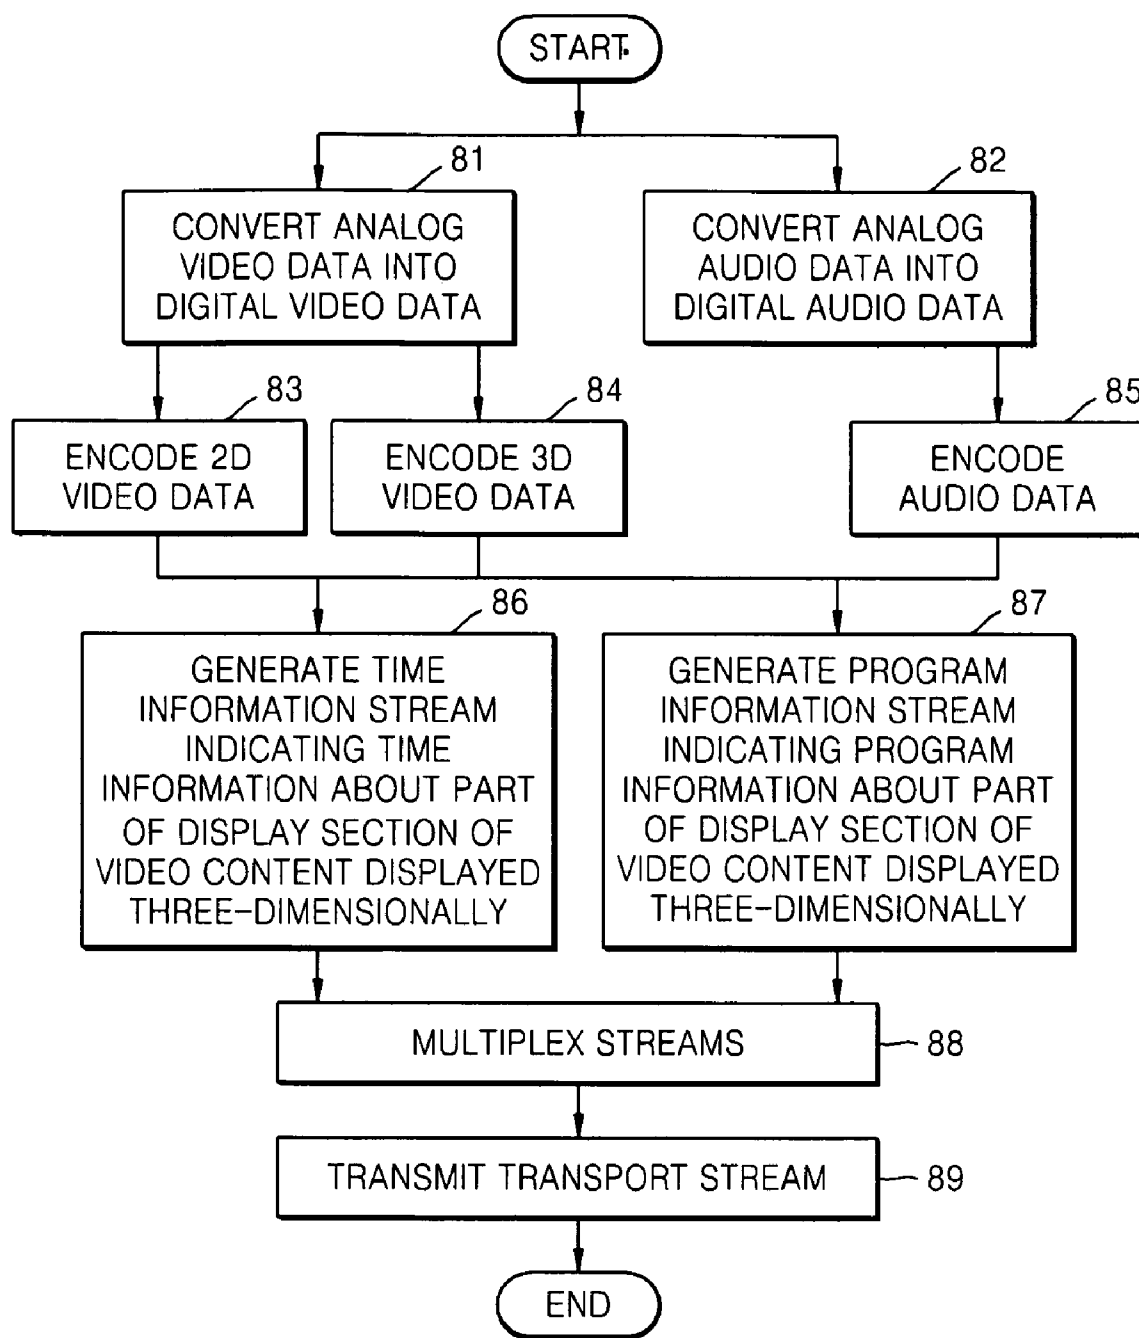 START
81
82
CONVERT ANALOG
VIDEO DATA INTO
DIGITAL VIDEO DATA
CONVERT ANALOG
AUDIO DATA INTO
DIGITAL AUDIO DATA
83
84
85
ENCODE 2D
VIDEO DATA
ENCODE 3D
VIDEO DATA
ENCODE
AUDIO DATA
86
87
GENERATE TIME
INFORMATION STREAM
INDICATING TIME
INFORMATION ABOUT PART
OF DISPLAY SECTION OF
VIDEO CONTENT DISPLAYED
THREE-DIMENSIONALLY
GENERATE PROGRAM
INFORMATION STREAM
INDICATING PROGRAM
INFORMATION ABOUT PART
OF DISPLAY SECTION OF
VIDEO CONTENT DISPLAYED
THREE-DIMENSIONALLY
MULTIPLEX STREAMS
88
TRANSMIT TRANSPORT STREAM
89
END